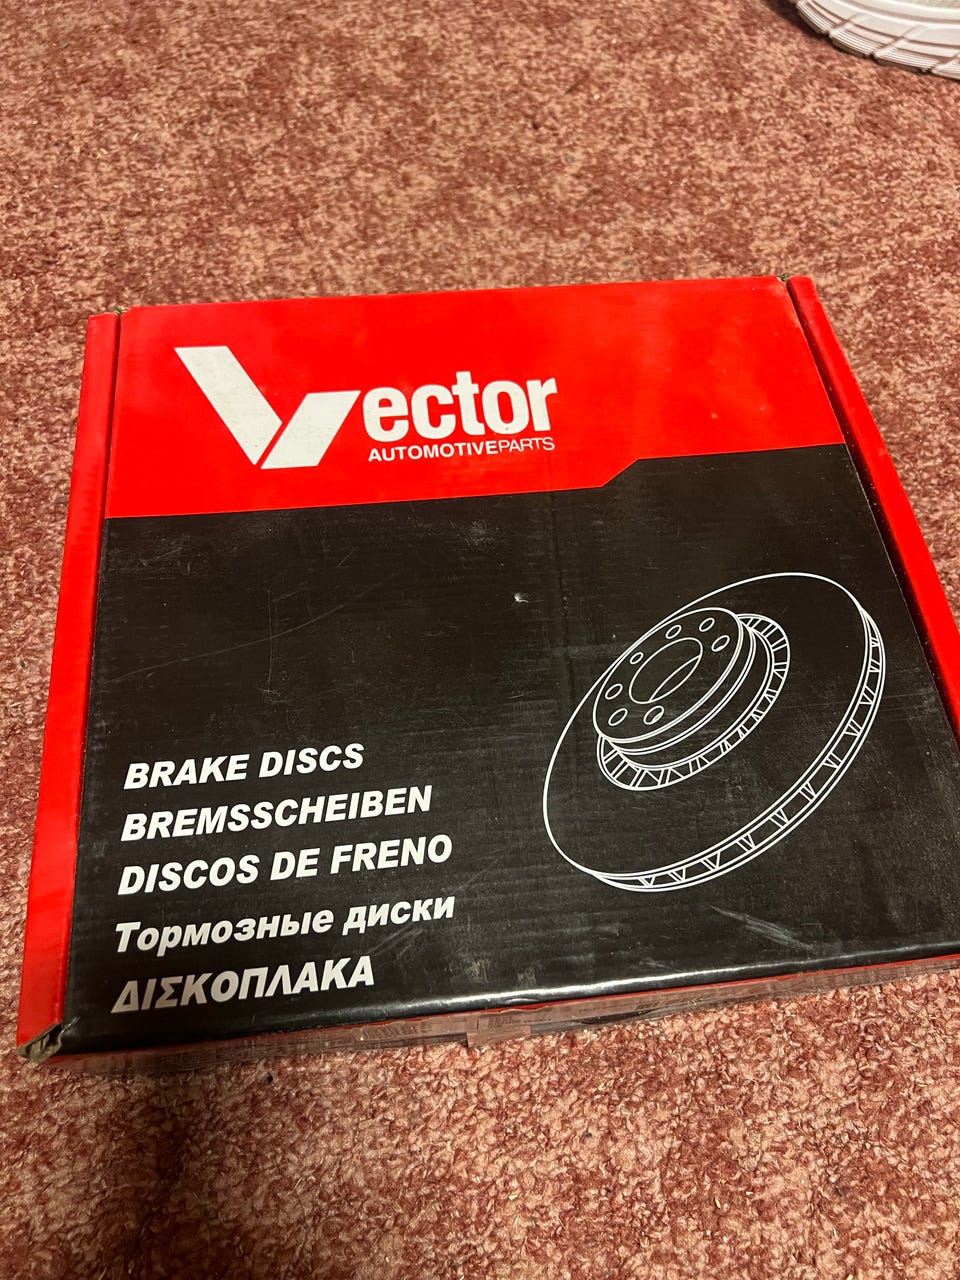 Vector
AUTOMOTIVEPARTS
BRAKE DISCS
BREMSSCHEIBEN
DISCOS DE FRENO
Тормозные диски
ΔΙΣΚΟΠΛΑΚΑ